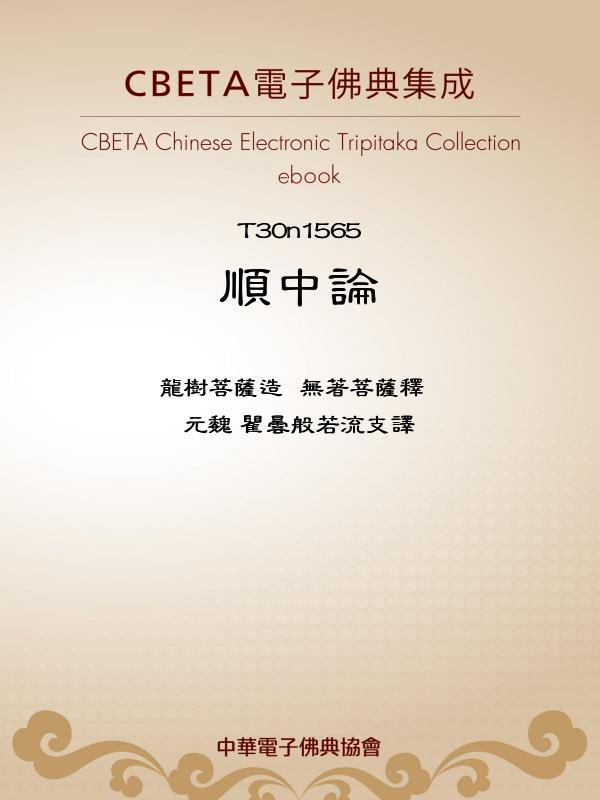 CBETA電子佛典集成
CBETA Chinese Electronic Tripitaka Collection
ebook
T30n1565
順中論
龍樹菩薩造 無著菩薩釋
元魏 瞿曇般若流支譯
中華電子佛典協會